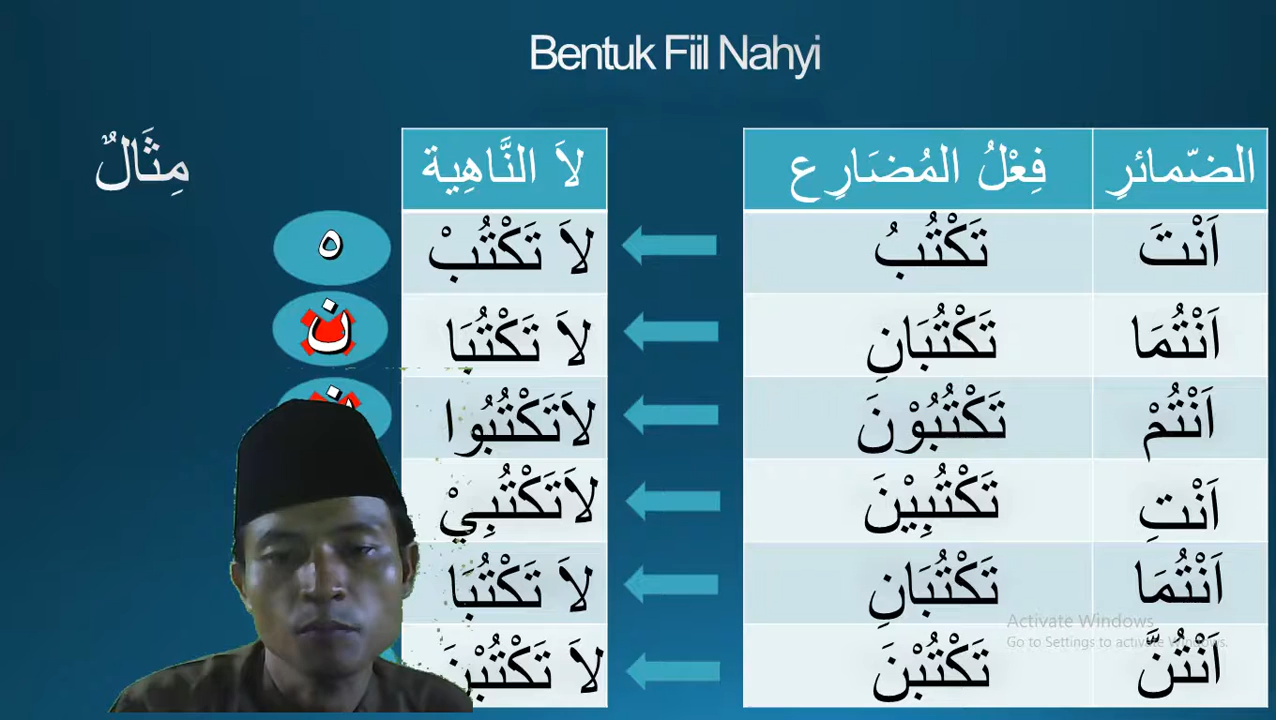 Bentuk Fiil Nahyi
الضّمائرِ فِعْلُ المُضَارِع لاَ النَّاهِية مِثَالٌ
اَنْتَ تَكْتُبُ لاَ تَكْتُبْ ه
اَنْتُمَا تَكْتُبَانِ لاَ تَكْتُبَا ن
اَنْتُمْ تَكْتُبُوْنَ لاَتَكْتُبُوا
اَنْتِ تَكْتُبِيْنَ لاَتَكْتُبِيْ
اَنْتُمَا تَكْتُبَانِ لاَ تَكْتُبَا
اَنْتُنَّ تَكْتُبْنَ لاَ تَكْتُبْنَ
Activate Windows
Go to Settings to activate Windows.